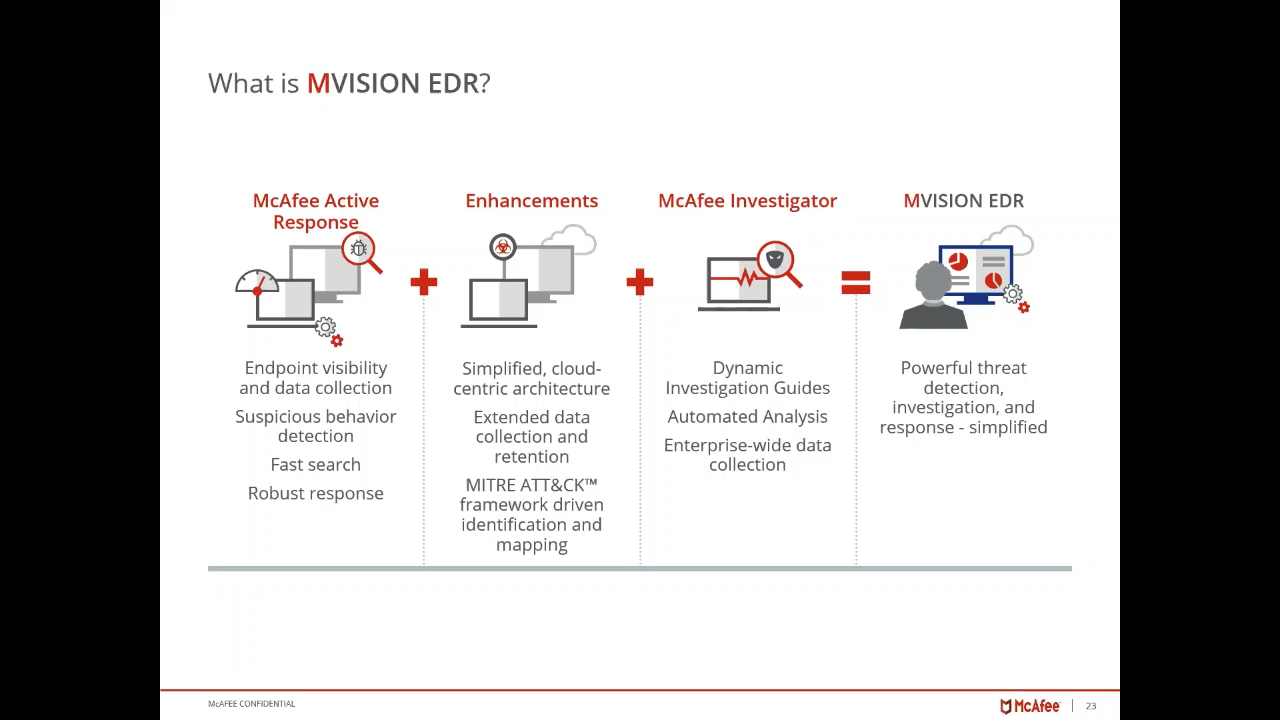 What is MVISION EDR?
McAfee Active
Response
Endpoint visibility
and data collection
Suspicious behavior
detection
Fast search
Robust response
Enhancements
Simplified, cloud-
centric architecture
Extended data
collection and
retention
MITRE ATT&CK™
framework driven
identification and
mapping
McAfee Investigator
Dynamic
Investigation Guides
Automated Analysis
Enterprise-wide data
collection
MVISION EDR
Powerful threat
detection,
investigation, and
response - simplified
McAFEE CONFIDENTIAL
McAfee
23